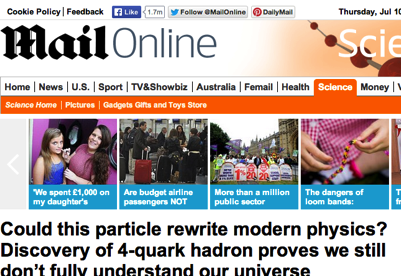 Cookie Policy | Feedback
Like 1.7m
Follow @MailOnline
DailyMail
Thursday, Jul 10
Mail Online
Scie
Home News U.S. Sport TV&Showbiz Australia Femail Health Science Money V
Science Home Pictures Gadgets Gifts and Toys Store
'We spent £1,000 on
my daughter's
Are budget airline
passengers NOT
More than a million
public sector
The dangers of
loom bands:
Could this particle rewrite modern physics?
Discovery of 4-quark hadron proves we still
don't fully understand our universe